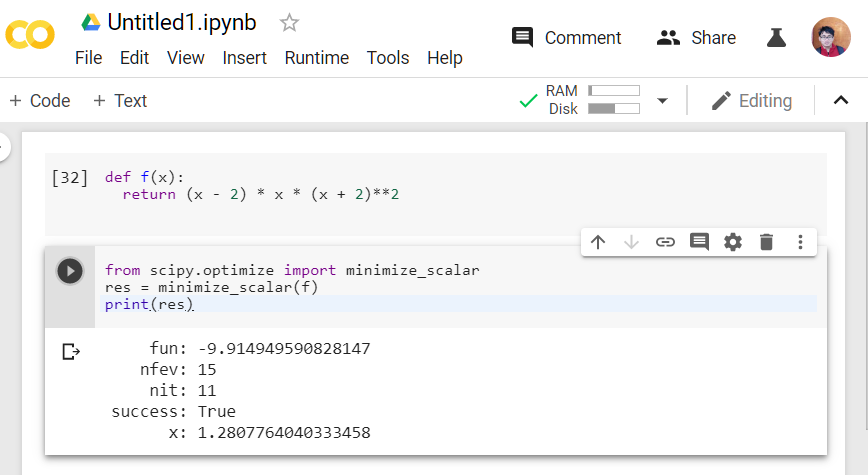 Untitled1.ipynb
Comment
Share
File Edit View Insert Runtime Tools Help
+ Code + Text
RAM
Disk
Editing
[32] def f(x):
return (x - 2) * x * (x + 2)**2
from scipy.optimize import minimize_scalar
res = minimize_scalar(f)
print(res)
fun: -9.914949590828147
nfev: 15
nit: 11
success: True
x: 1.2807764040333458